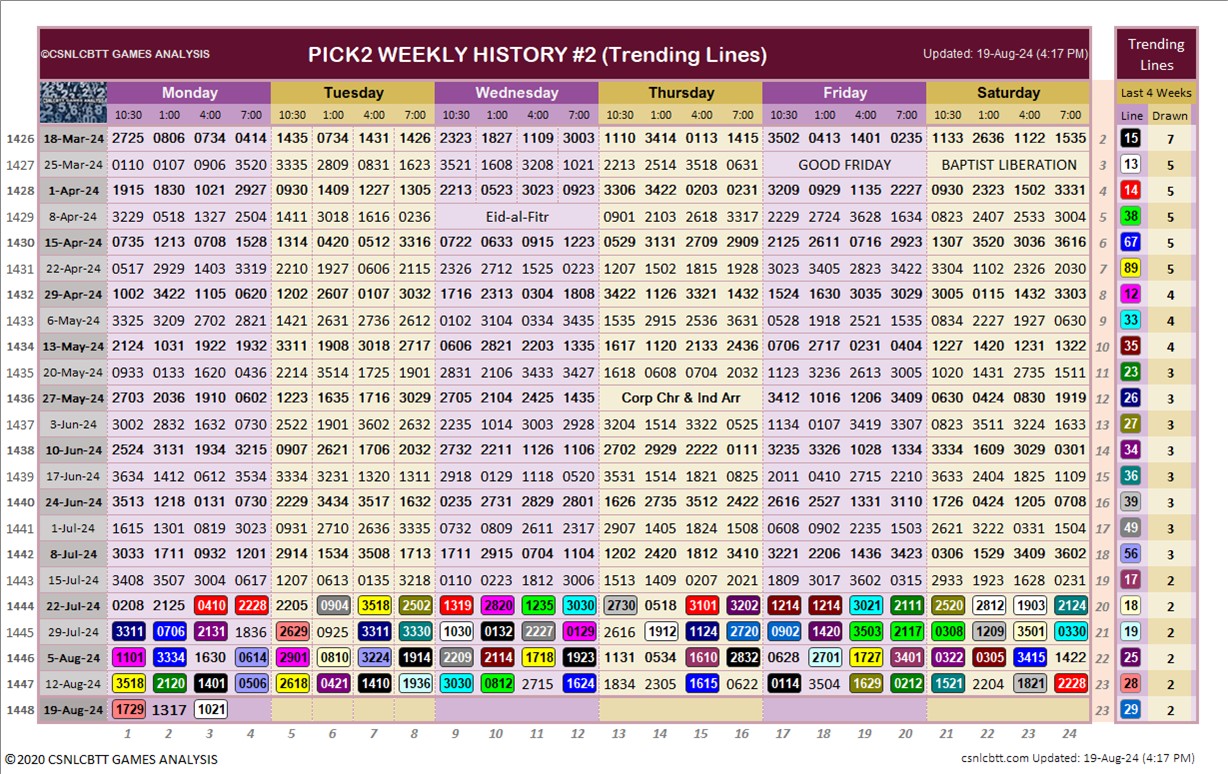 ©CSNLCBTT GAMES ANALYSIS PICK2 WEEKLY HISTORY #2 (Trending Lines) Updated: 19-Aug-24 (4:17 PM)
Monday Tuesday Wednesday Thursday Friday Saturday
10:30 1:00 4:00 7:00 10:30 1:00 4:00 7:00 10:30 1:00 4:00 7:00 10:30 1:00 4:00 7:00 10:30 1:00 4:00 7:00 10:30 1:00 4:00 7:00
1426 18-Mar-24 2725 0806 0734 0414 1435 0734 1431 1426 2323 1827 1109 3003 1110 3414 0113 1415 3502 0413 1401 0235 1133 2636 1122 1535 2
1427 25-Mar-24 0110 0107 0906 3520 3335 2809 0831 1623 3521 1608 3208 1021 2213 2514 3518 0631 GOOD FRIDAY BAPTIST LIBERATION 3
1428 1-Apr-24 1915 1830 1021 2927 0930 1409 1227 1305 2213 0523 3023 0923 3306 3422 0203 0231 3209 0929 1135 2227 0930 2323 1502 3331 4
1429 8-Apr-24 3229 0518 1327 2504 1411 3018 1616 0236 Eid-al-Fitr 0901 2103 2618 3317 2229 2724 3628 1634 0823 2407 2533 3004 5
1430 15-Apr-24 0735 1213 0708 1528 1314 0420 0512 3316 0722 0633 0915 1223 0529 3131 2709 2909 2125 2611 0716 2923 1307 3520 3036 3616 6
1431 22-Apr-24 0517 2929 1403 3319 2210 1927 0606 2115 2326 2712 1525 0223 1207 1502 1815 1928 3023 3405 2823 3422 3304 1102 2326 2030 7
1432 29-Apr-24 1002 3422 1105 0620 1202 2607 0107 3032 1716 2313 0304 1808 3422 1126 3321 1432 1524 1630 3335 3029 3005 0115 1432 3303 8
1433 6-May-24 3325 3209 2702 2821 1421 2631 2736 2612 0102 3104 0334 3435 1535 2915 2536 3631 0528 1918 3521 1535 0834 2227 1927 0630 9
1434 13-May-24 2124 1031 1922 1932 3311 1908 3018 2717 0606 2821 2203 1335 1617 1120 2133 2436 0706 2717 0231 0404 1227 1420 1231 1322 10
1435 20-May-24 0933 0133 1620 0436 2214 3514 1725 1901 2831 2106 3433 3427 1618 0608 0704 2032 1123 3236 2613 3005 1020 1431 2735 1511 11
1436 27-May-24 2703 2036 1910 0602 1223 1635 1716 3029 2705 2104 2425 1435 Corp Chr & Ind Arr 3412 1016 1206 3409 0630 0424 0830 1919 12
1437 3-Jun-24 3002 2832 1632 0730 2522 1901 3602 2632 2235 1014 3003 2928 3204 1514 3322 0525 1134 0107 3419 3307 0823 3511 3224 1633 13
1438 10-Jun-24 2524 3131 1934 3215 0907 2621 1706 2033 2732 2211 1126 1106 2702 2929 2222 0111 3235 3326 1028 1334 3334 1609 3029 0301 14
1439 17-Jun-24 3634 1412 0612 3534 3334 3231 1320 1311 2918 0120 1118 0520 3531 1514 1821 0825 2011 0410 2715 2210 3633 2404 1825 1109 15
1440 24-Jun-24 3513 1218 0131 0730 2229 3434 3517 1632 0235 2731 2829 2801 1626 2735 3512 2422 2616 2527 1331 3110 1726 0424 1205 0708 16
1441 1-Jul-24 1615 1301 0819 3023 0931 2710 2636 3335 0732 0809 2611 2317 2907 1405 1824 1508 0608 0902 2235 1503 2621 3222 0331 1504 17
1442 8-Jul-24 3033 1711 0932 1201 2914 1534 3508 1713 1711 2915 0704 1104 1202 2420 1812 3410 3221 2206 1436 3423 0306 1529 3409 3602 18
1443 15-Jul-24 3408 3507 3004 0617 1207 0613 0135 3218 0110 0223 1812 3006 1513 1409 0207 2021 1809 3017 3602 0315 2933 1923 1628 0231 19
1444 22-Jul-24 0208 2125 0410 2228 2205 0904 3518 2502 1319 2820 1235 3030 2730 0518 3101 3202 1214 1214 3021 2111 2520 2812 1903 2124 20
1445 29-Jul-24 3311 0706 2131 1836 2629 0925 3311 3330 1030 0132 2227 0129 2616 1912 1124 2720 0902 1420 3503 2117 0308 1209 3501 0330 21
1446 5-Aug-24 1101 3334 1630 0614 2901 0810 3224 1914 2209 2114 1718 1923 1131 0534 1610 2832 0628 2701 1727 3401 0322 0305 3415 1422 22
1447 12-Aug-24 3518 2120 1401 0506 2618 0421 1410 1936 3030 0812 2715 1624 1834 2305 1615 0622 0114 3504 1629 0212 1521 2204 1821 2228 23
1448 19-Aug-24 1729 1317 1021 23
1 2 3 4 5 6 7 8 9 10 11 12 13 14 15 16 17 18 19 20 21 22 23 24
Trending
Lines
Last 4 Weeks
Line Drawn
15 7
13 5
14 5
38 5
67 5
89 5
12 4
33 4
35 4
23 3
26 3
27 3
34 3
36 3
39 3
49 3
56 3
17 2
18 2
19 2
25 2
28 2
29 2
©2020 CSNLCBTT GAMES ANALYSIS csnlcbtt.com Updated: 19-Aug-24 (4:17 PM)